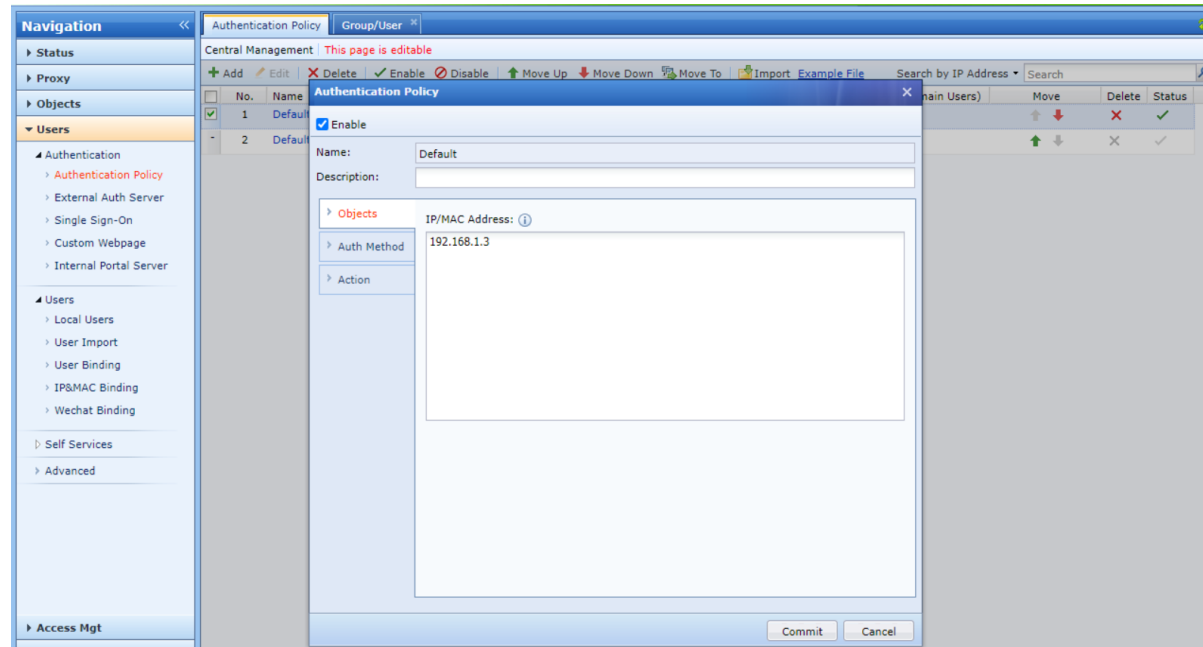 Navigation «
Status
Proxy
Objects
Users
Authentication
Authentication Policy
External Auth Server
Single Sign-On
Custom Webpage
Internal Portal Server
Users
Local Users
User Import
User Binding
IP&MAC Binding
Wechat Binding
Self Services
Advanced
Access Mgt
Authentication Policy Group/User ×
Central Management This page is editable
Add Edit Delete Enable Disable Move Up Move Down Move To Import Example File Search by IP Address Search
No. Name main Users) Move Delete Status
1 Default
- 2 Default
Authentication Policy
Enable
Name: Default
Description:
Objects
Auth Method
Action
IP/MAC Address:
192.168.1.3
Commit Cancel